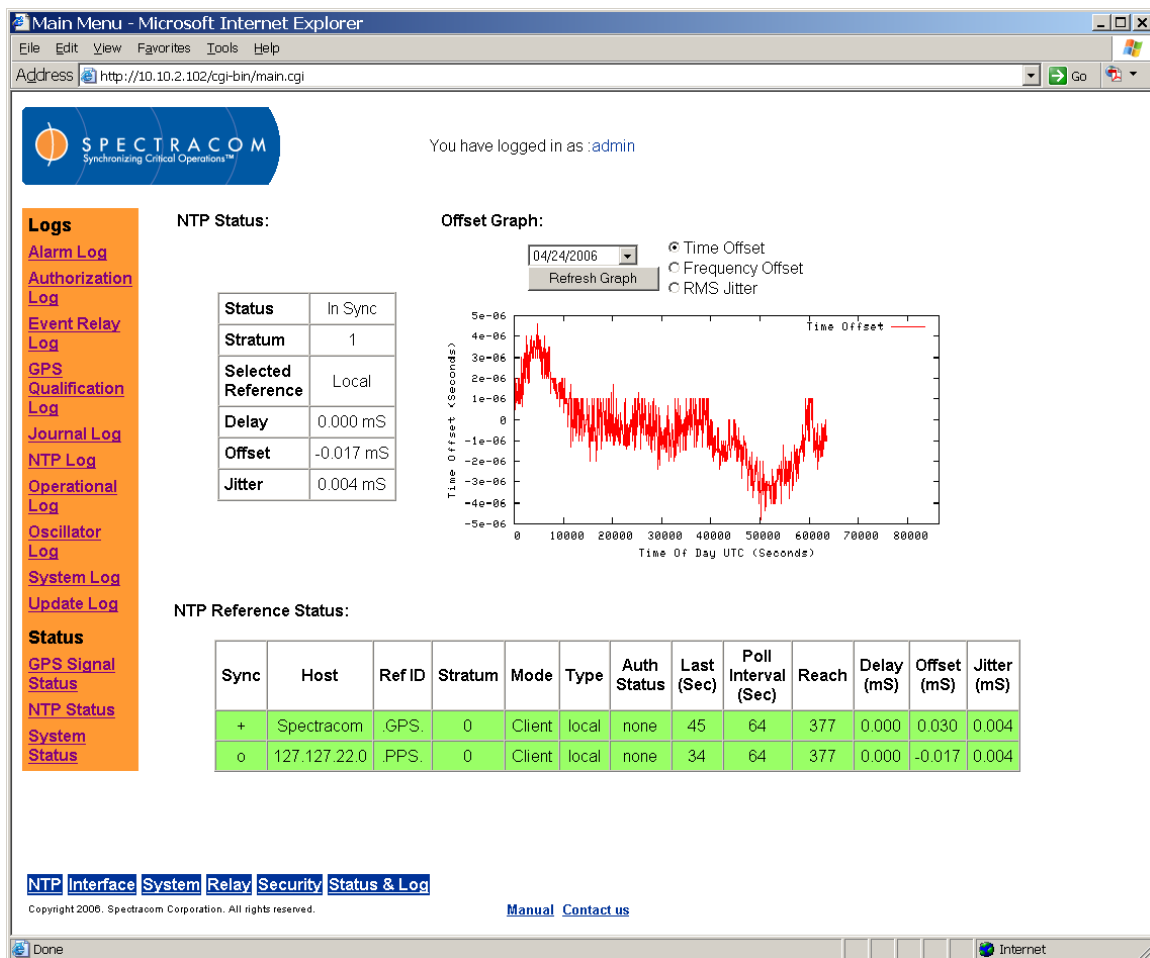 Main Menu - Microsoft Internet Explorer
File Edit View Favorites Tools Help
Address http://10.10.2.102/cgi-bin/main.cgi Go
SPECTRACOM
Synchronizing Critical Operations™
You have logged in as :admin
Logs
Alarm Log
Authorization
Log
Event Relay
Log
GPS
Qualification
Log
Journal Log
NTP Log
Operational
Log
Oscillator
Log
System Log
Update Log
Status
GPS Signal
Status
NTP Status
System
Status
NTP Status:
Status In Sync
Stratum 1
Selected
Reference Local
Delay 0.000 mS
Offset -0.017 mS
Jitter 0.004 mS
Offset Graph:
04/24/2006
Refresh Graph
Time Offset
Frequency Offset
RMS Jitter
Time Offset
Time Offset (Seconds)
5e-06
4e-06
3e-06
2e-06
1e-06
0
-1e-06
-2e-06
-3e-06
-4e-06
-5e-06
0 10000 20000 30000 40000 50000 60000 70000 80000
Time Of Day UTC (Seconds)
NTP Reference Status:
Sync Host Ref ID Stratum Mode Type Auth Status Last (Sec) Poll Interval (Sec) Reach Delay (mS) Offset (mS) Jitter (mS)
+ Spectracom .GPS. 0 Client local none 45 64 377 0.000 0.030 0.004
o 127.127.22.0 .PPS. 0 Client local none 34 64 377 0.000 -0.017 0.004
NTP Interface System Relay Security Status & Log
Copyright 2006. Spectracom Corporation. All rights reserved.
Manual Contact us
Done Internet